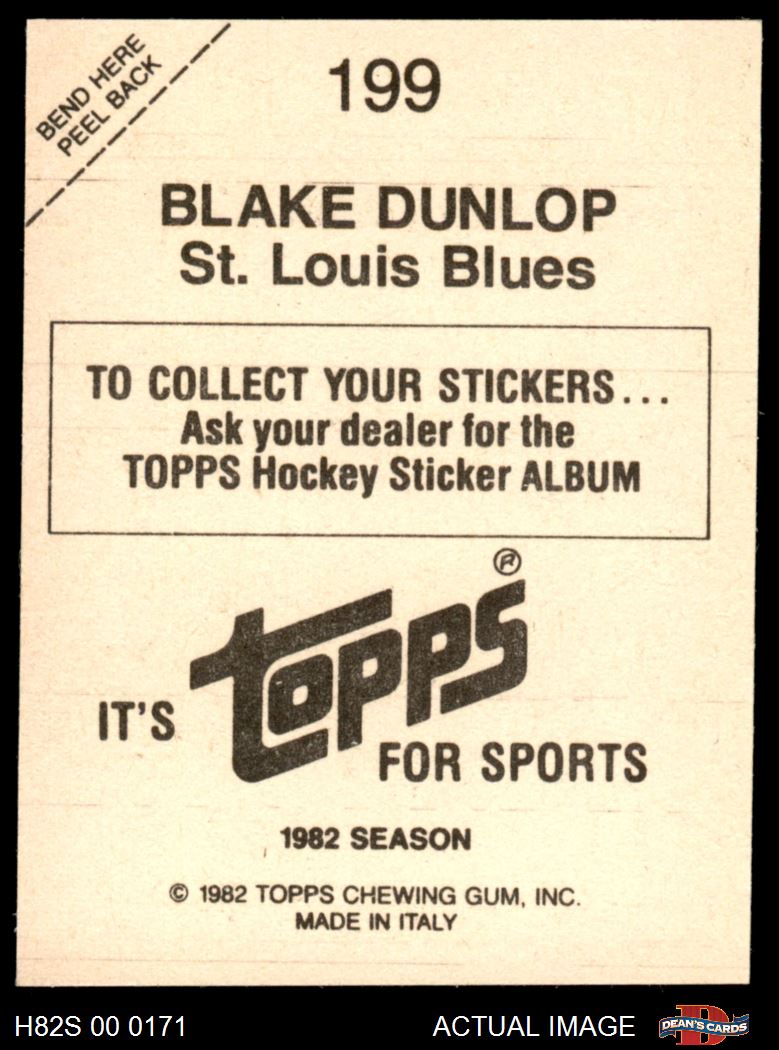 BEND HERE
PEEL BACK
199
BLAKE DUNLOP
St. Louis Blues
TO COLLECT YOUR STICKERS...
Ask your dealer for the
TOPPS Hockey Sticker ALBUM
IT'S topps® FOR SPORTS
1982 SEASON
© 1982 TOPPS CHEWING GUM, INC.
MADE IN ITALY
H82S 00 0171 ACTUAL IMAGE D DEAN'S CARDS